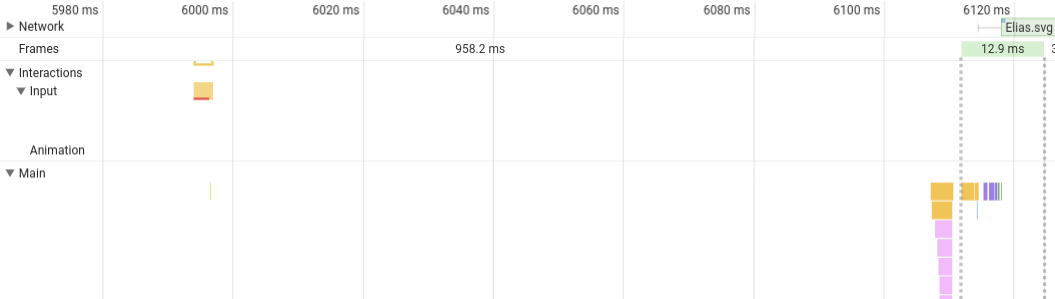 5980 ms 6000 ms 6020 ms 6040 ms 6060 ms 6080 ms 6100 ms 6120 ms
Network Elias.svg
Frames 958.2 ms 12.9 ms 3
Interactions
Input
Animation
Main